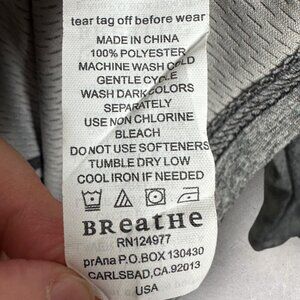 tear tag off before wear
MADE IN CHINA
100% POLYESTER
MACHINE WASH COLD
GENTLE CYCLE
WASH DARK COLORS
SEPARATELY
USE NON CHLORINE
BLEACH
DO NOT USE SOFTENERS
TUMBLE DRY LOW
COOL IRON IF NEEDED
BReatHe
RN124977
prAna P.O.BOX 130430
CARLSBAD,CA.92013
USA